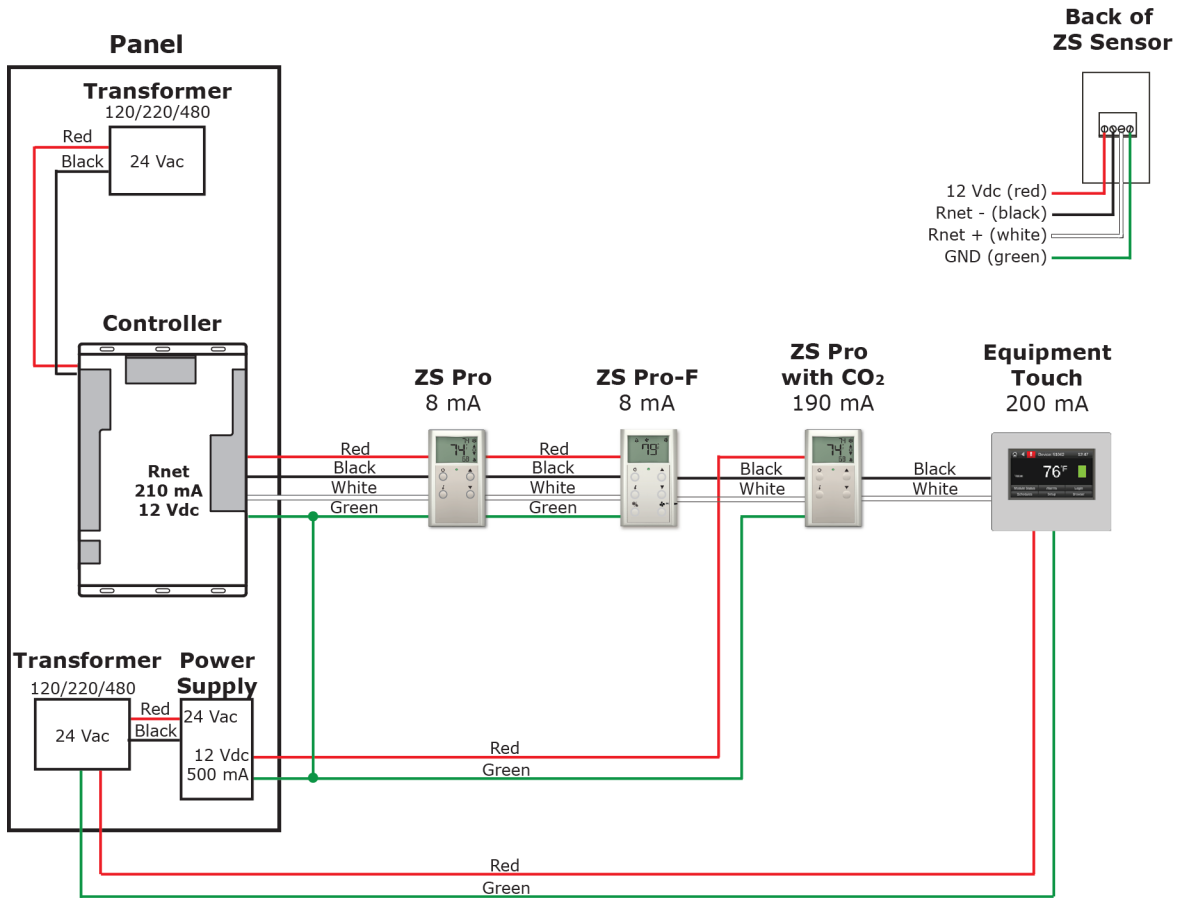 Back of
ZS Sensor
12 Vdc (red)
Rnet - (black)
Rnet + (white)
GND (green)
Panel
Transformer
120/220/480
Red
Black
24 Vac
Controller
Rnet
210 mA
12 Vdc
Red
Black
White
Green
ZS Pro
8 mA
74
Red
Black
White
Green
ZS Pro-F
8 mA
79
Black
White
ZS Pro
with CO₂
190 mA
74
Black
White
Equipment
Touch
200 mA
76°F
Transformer
120/220/480
24 Vac
Red
Black
Power
Supply
24 Vac
12 Vdc
500 mA
Red
Green
Red
Green